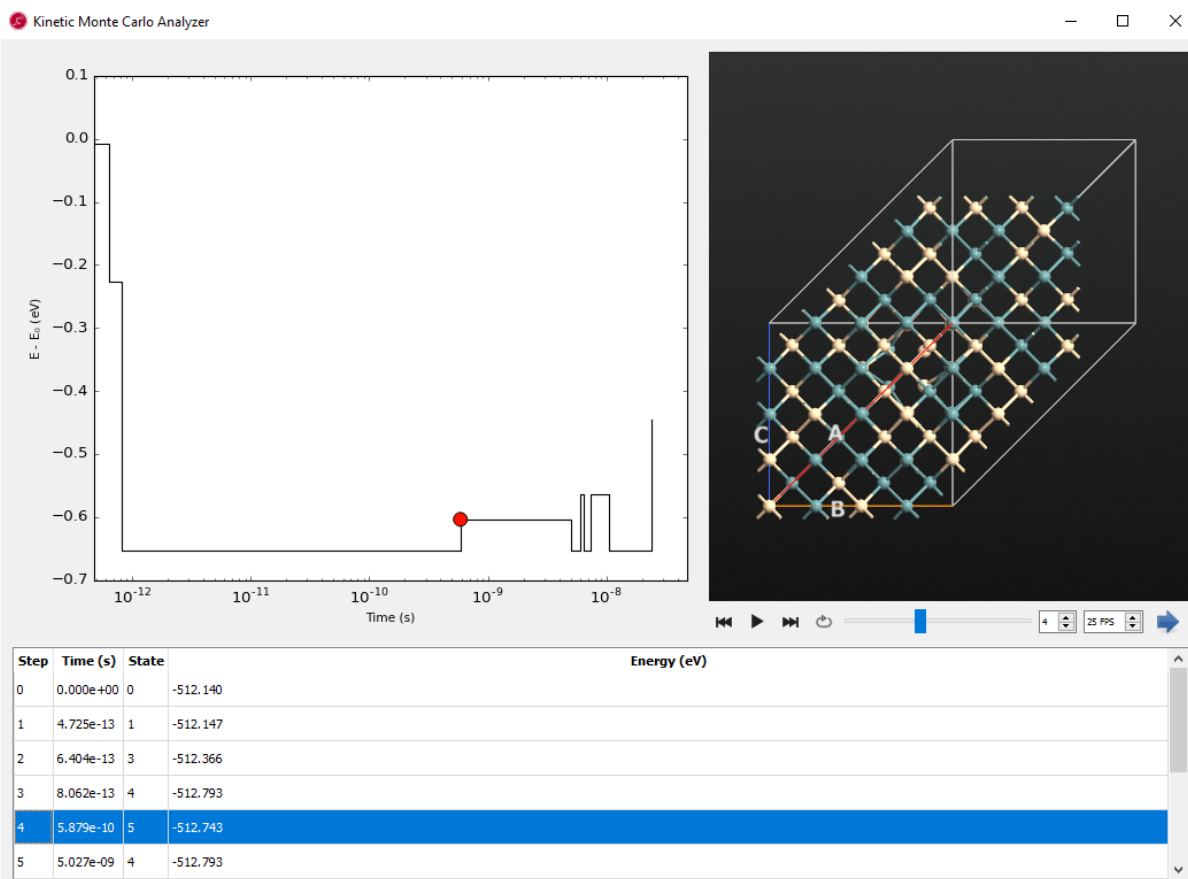 Kinetic Monte Carlo Analyzer
0.1
0.0
−0.1
−0.2
−0.3
−0.4
−0.5
−0.6
−0.7
E - E₀ (eV)
10⁻¹² 10⁻¹¹ 10⁻¹⁰ 10⁻⁹ 10⁻⁸
Time (s)
C A
B
4 25 FPS
Step Time (s) State Energy (eV)
0 0.000e+00 0 -512.140
1 4.725e-13 1 -512.147
2 6.404e-13 3 -512.366
3 8.062e-13 4 -512.793
4 5.879e-10 5 -512.743
5 5.027e-09 4 -512.793